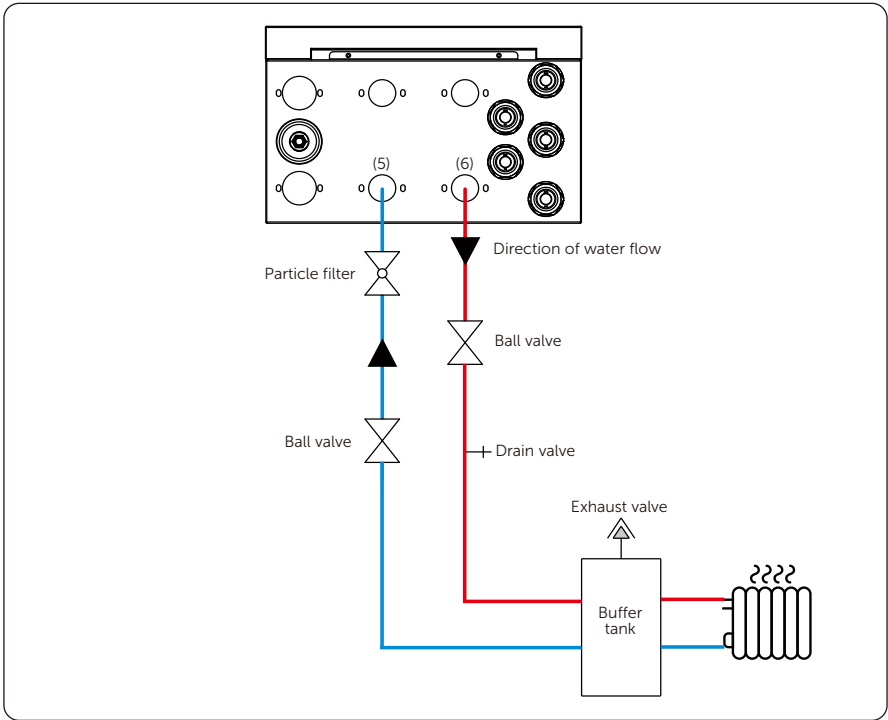 (5)
(6)
Direction of water flow
Particle filter
Ball valve
Ball valve
Drain valve
Exhaust valve
Buffer
tank